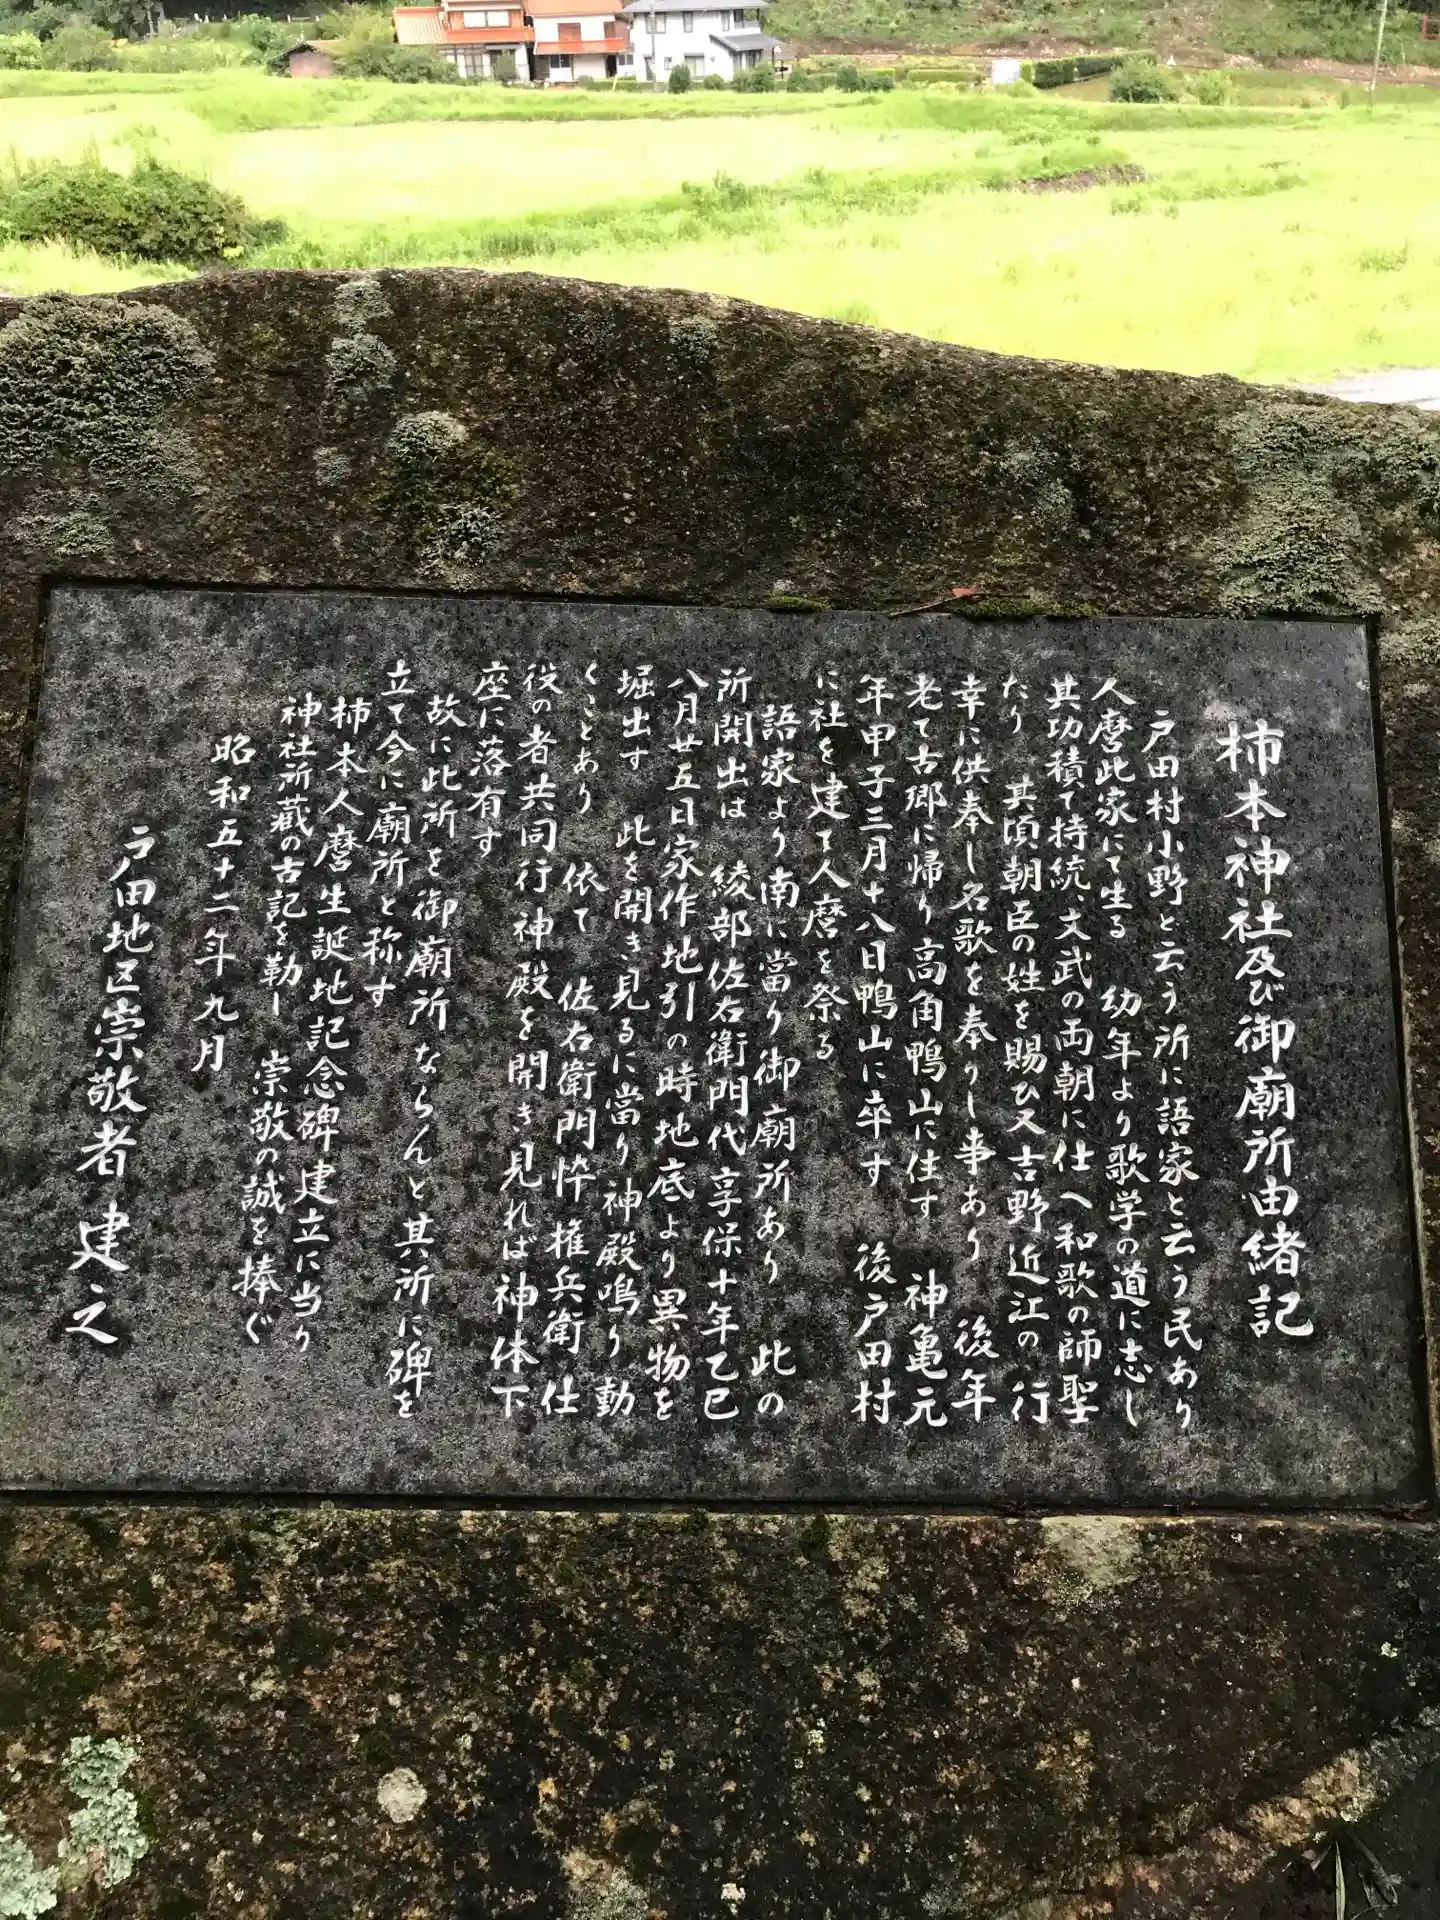 柿本神社及び御廟所由緒記
戸田村小野と云う所に語家と云う民あり
人麿此家にて生る　幼年より歌学の道に志し
其功積て持統、文武の両朝に仕へ和歌の師聖
たり　其頃朝臣の姓を賜ひ又吉野近江の行
幸に供奉し名歌を奉りし事あり　後年
老て古郷に帰り高角鴨山に住す　神亀元
年甲子三月十八日鴨山に卒す　後戸田村
に社を建て人麿を祭る
語家より南に當り御廟所あり　此の
所開出は　綾部佐右衛門代享保十年乙巳
八月廿五日家作地引の時地底より異物を
堀出す　此を開き見るに當り神殿鳴り動
くことあり　依て　佐右衛門忰権兵衛仕
役の者共同行神殿を開き見れば神体下
座に落有す
故に此所を御廟所ならんと其所に碑を
立て今に廟所と称す
柿本人麿生誕地記念碑建立に当り
神社所蔵の古記を勒し　崇敬の誠を捧ぐ
昭和五十二年九月
戸田地区崇敬者建之